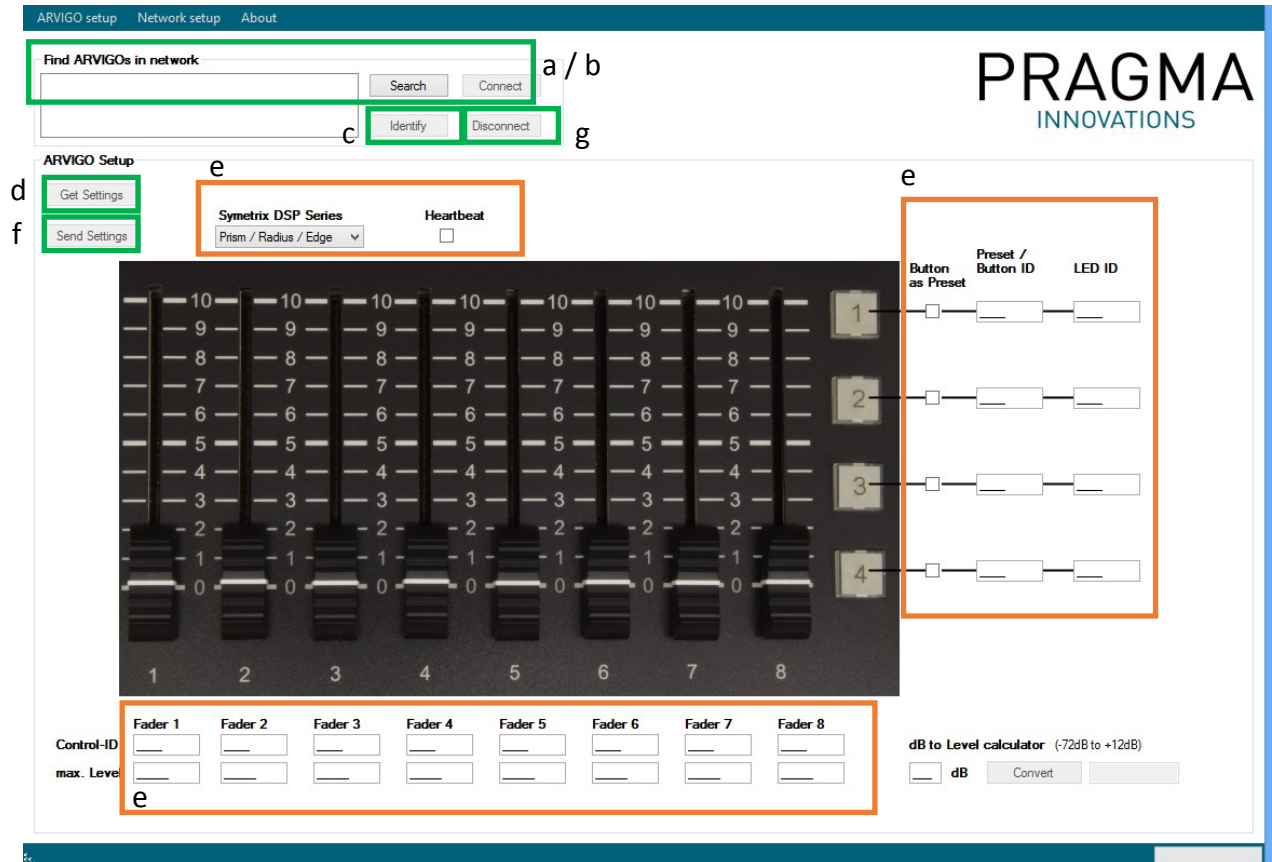 ARVIGO setup Network setup About
Find ARVIGOs in network
a / b
PRAGMA
INNOVATIONS
Search Connect
c Identify Disconnect g
ARVIGO Setup
e
e
d Get Settings
Symetrix DSP Series Heartbeat
f Send Settings
Prism / Radius / Edge
Button as Preset
Preset / Button ID
LED ID
10 10 10 10 10 10 10
9 9 9 9 9 9 9
8 8 8 8 8 8 8
7 7 7 7 7 7 7
6 6 6 6 6 6 6
5 5 5 5 5 5 5
4 4 4 4 4 4 4
3 3 3 3 3 3 3
2 2 2 2 2 2 2
1 1 1 1 1 1 1
0 0 0 0 0 0 0
1
2
3
4
1 2 3 4 5 6 7 8
Fader 1 Fader 2 Fader 3 Fader 4 Fader 5 Fader 6 Fader 7 Fader 8
Control-ID
max. Level
e
dB to Level calculator (-72dB to +12dB)
dB Convert